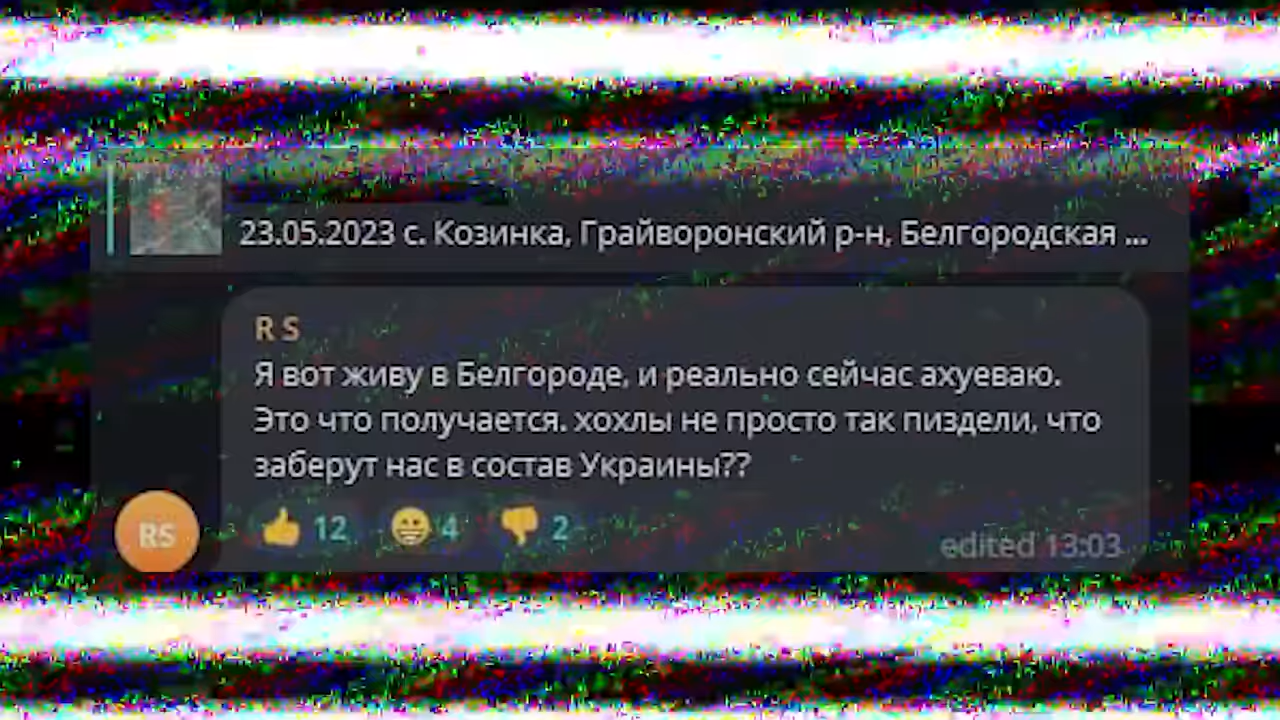 23.05.2023 с. Козинка, Грайворонский р-н, Белгородская ...
R S
Я вот живу в Белгороде, и реально сейчас ахуеваю.
Это что получается. хохлы не просто так пиздели, что
заберут нас в состав Украины??
👍 12 😁 4 👎 2
RS
edited 13:03